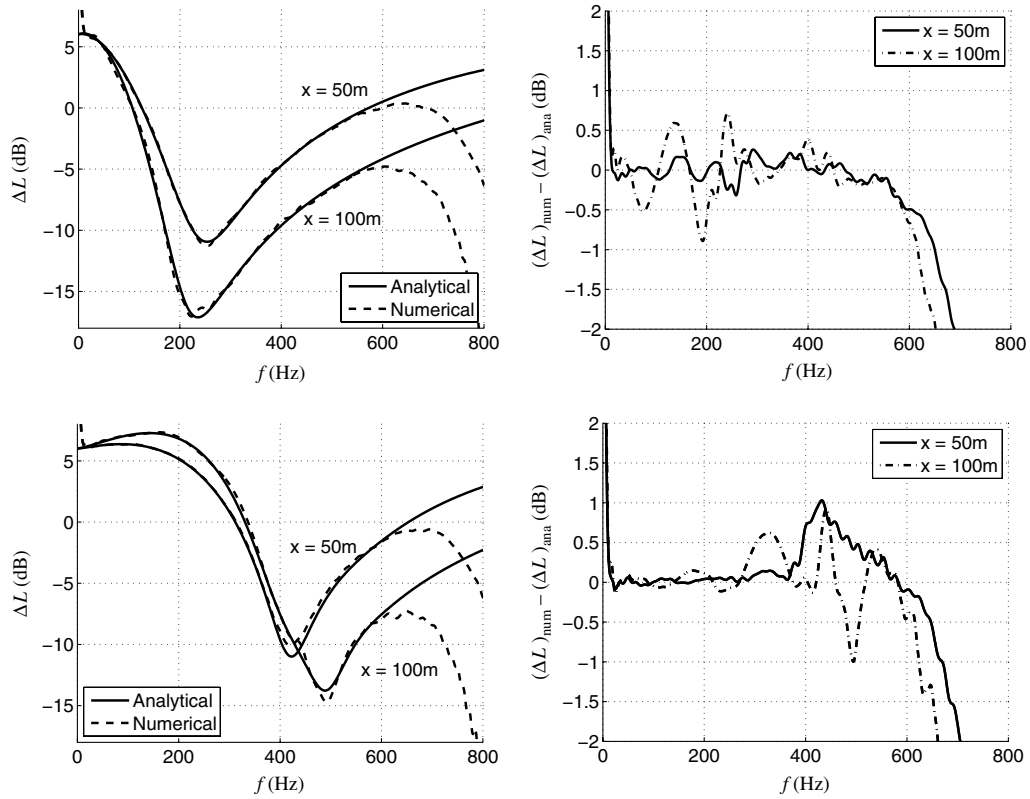 5
0
−5
−10
−15
ΔL (dB)
x = 50m
x = 100m
Analytical
Numerical
0 200 400 600 800
f (Hz)
2
1.5
1
0.5
0
−0.5
−1
−1.5
−2
(ΔL )num − (ΔL )ana (dB)
x = 50m
x = 100m
0 200 400 600 800
f (Hz)
5
0
−5
−10
−15
ΔL (dB)
x = 50m
x = 100m
Analytical
Numerical
0 200 400 600 800
f (Hz)
2
1.5
1
0.5
0
−0.5
−1
−1.5
−2
(ΔL )num − (ΔL )ana (dB)
x = 50m
x = 100m
0 200 400 600 800
f (Hz)